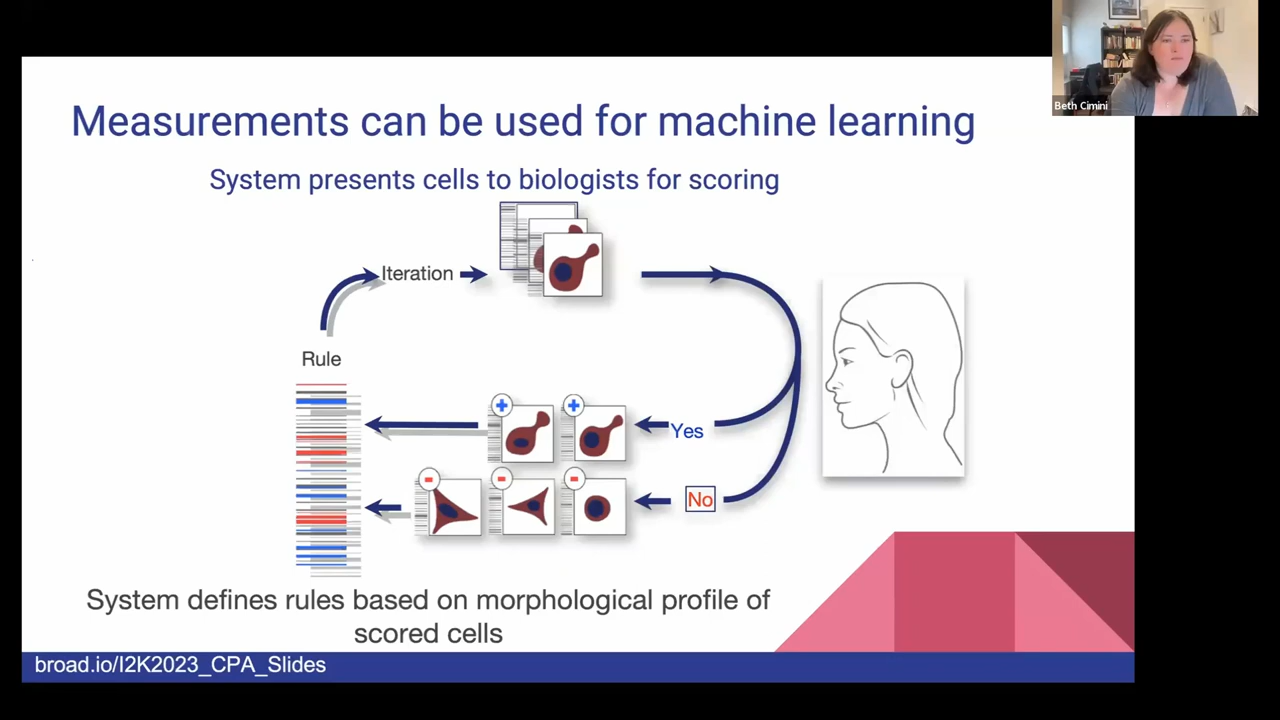 Beth Cimini
Measurements can be used for machine learning
System presents cells to biologists for scoring
Iteration
Rule
Yes
No
System defines rules based on morphological profile of
scored cells
broad.io/I2K2023_CPA_Slides